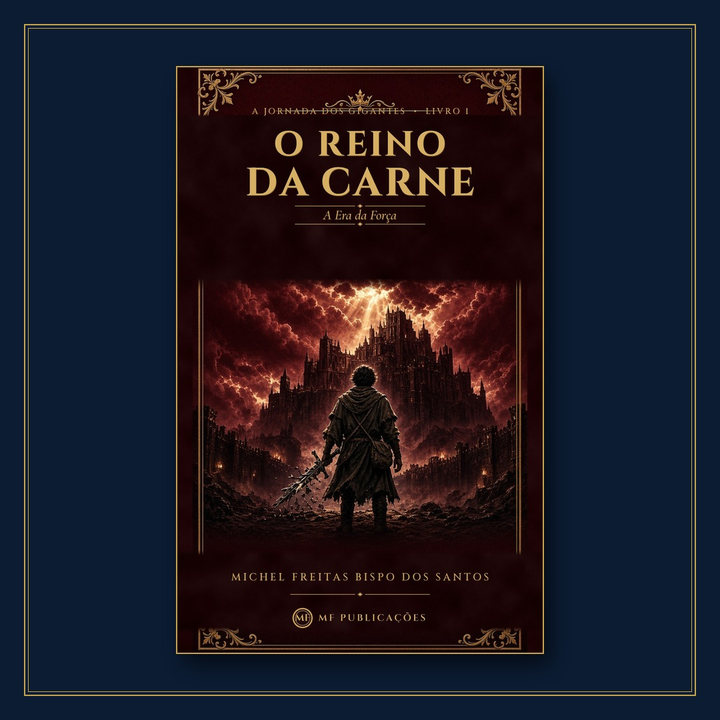 A JORNADA DOS GIGANTES · LIVRO I
O REINO
DA CARNE
A Era da Força
MICHEL FREITAS BISPO DOS SANTOS
MF MF PUBLICAÇÕES